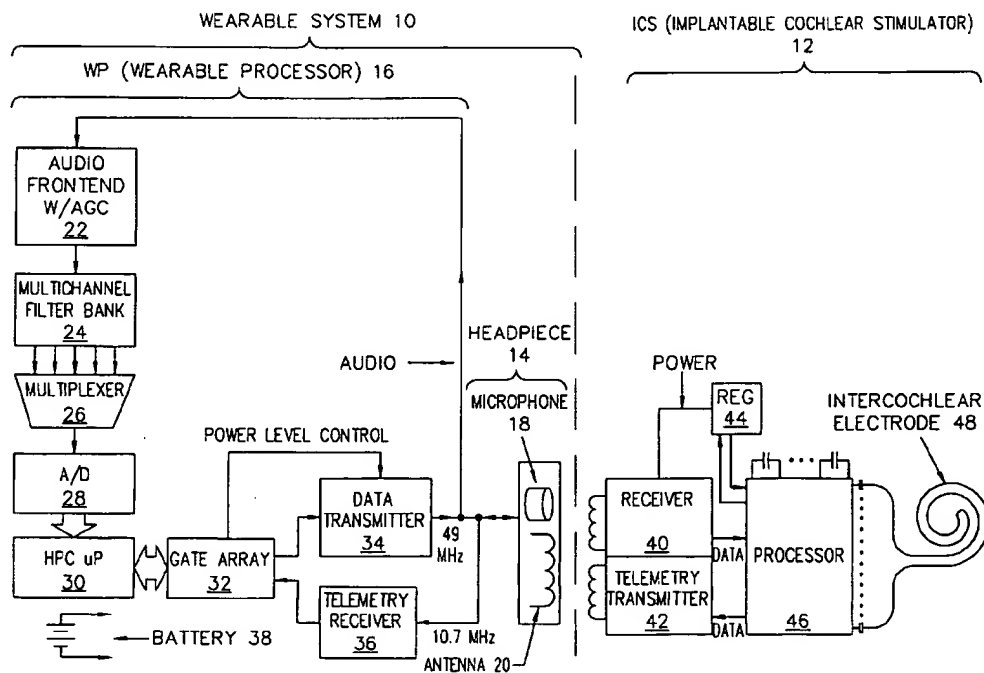 WEARABLE SYSTEM 10
ICS (IMPLANTABLE COCHLEAR STIMULATOR)
12
WP (WEARABLE PROCESSOR) 16
AUDIO
FRONTEND
W/AGC
22
MULTICHANNEL
FILTER BANK
24
MULTIPLEXER
26
A/D
28
HPC uP
30
BATTERY 38
POWER LEVEL CONTROL
GATE ARRAY
32
DATA
TRANSMITTER
34
49
MHz
TELEMETRY
RECEIVER
36
10.7 MHz
AUDIO
HEADPIECE
14
MICROPHONE
18
ANTENNA 20
POWER
REG
44
RECEIVER
40
DATA
TELEMETRY
TRANSMITTER
42
DATA
PROCESSOR
46
INTERCOCHLEAR
ELECTRODE 48